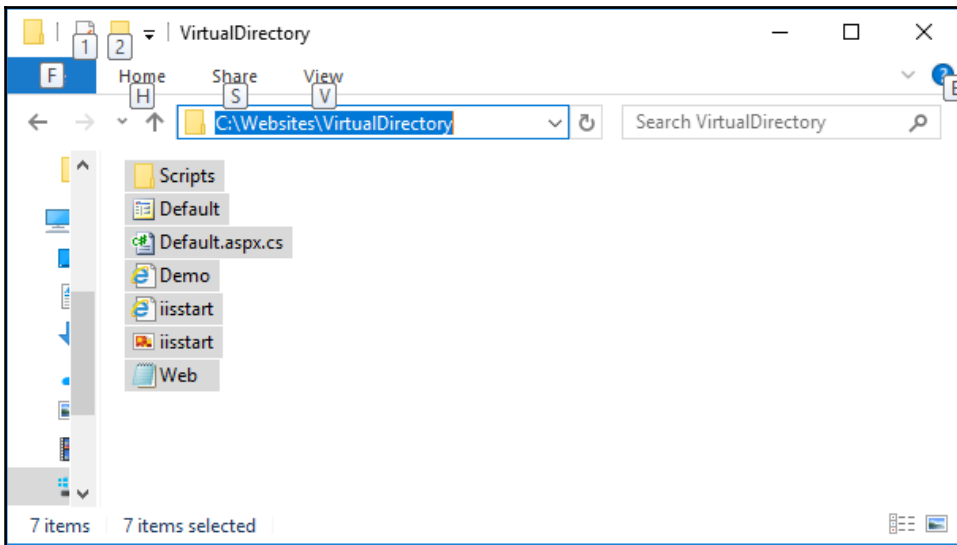 1 2 VirtualDirectory
F Home Share View
H S V E
C:\Websites\VirtualDirectory Search VirtualDirectory
Scripts
Default
Default.aspx.cs
Demo
iisstart
iisstart
Web
7 items 7 items selected